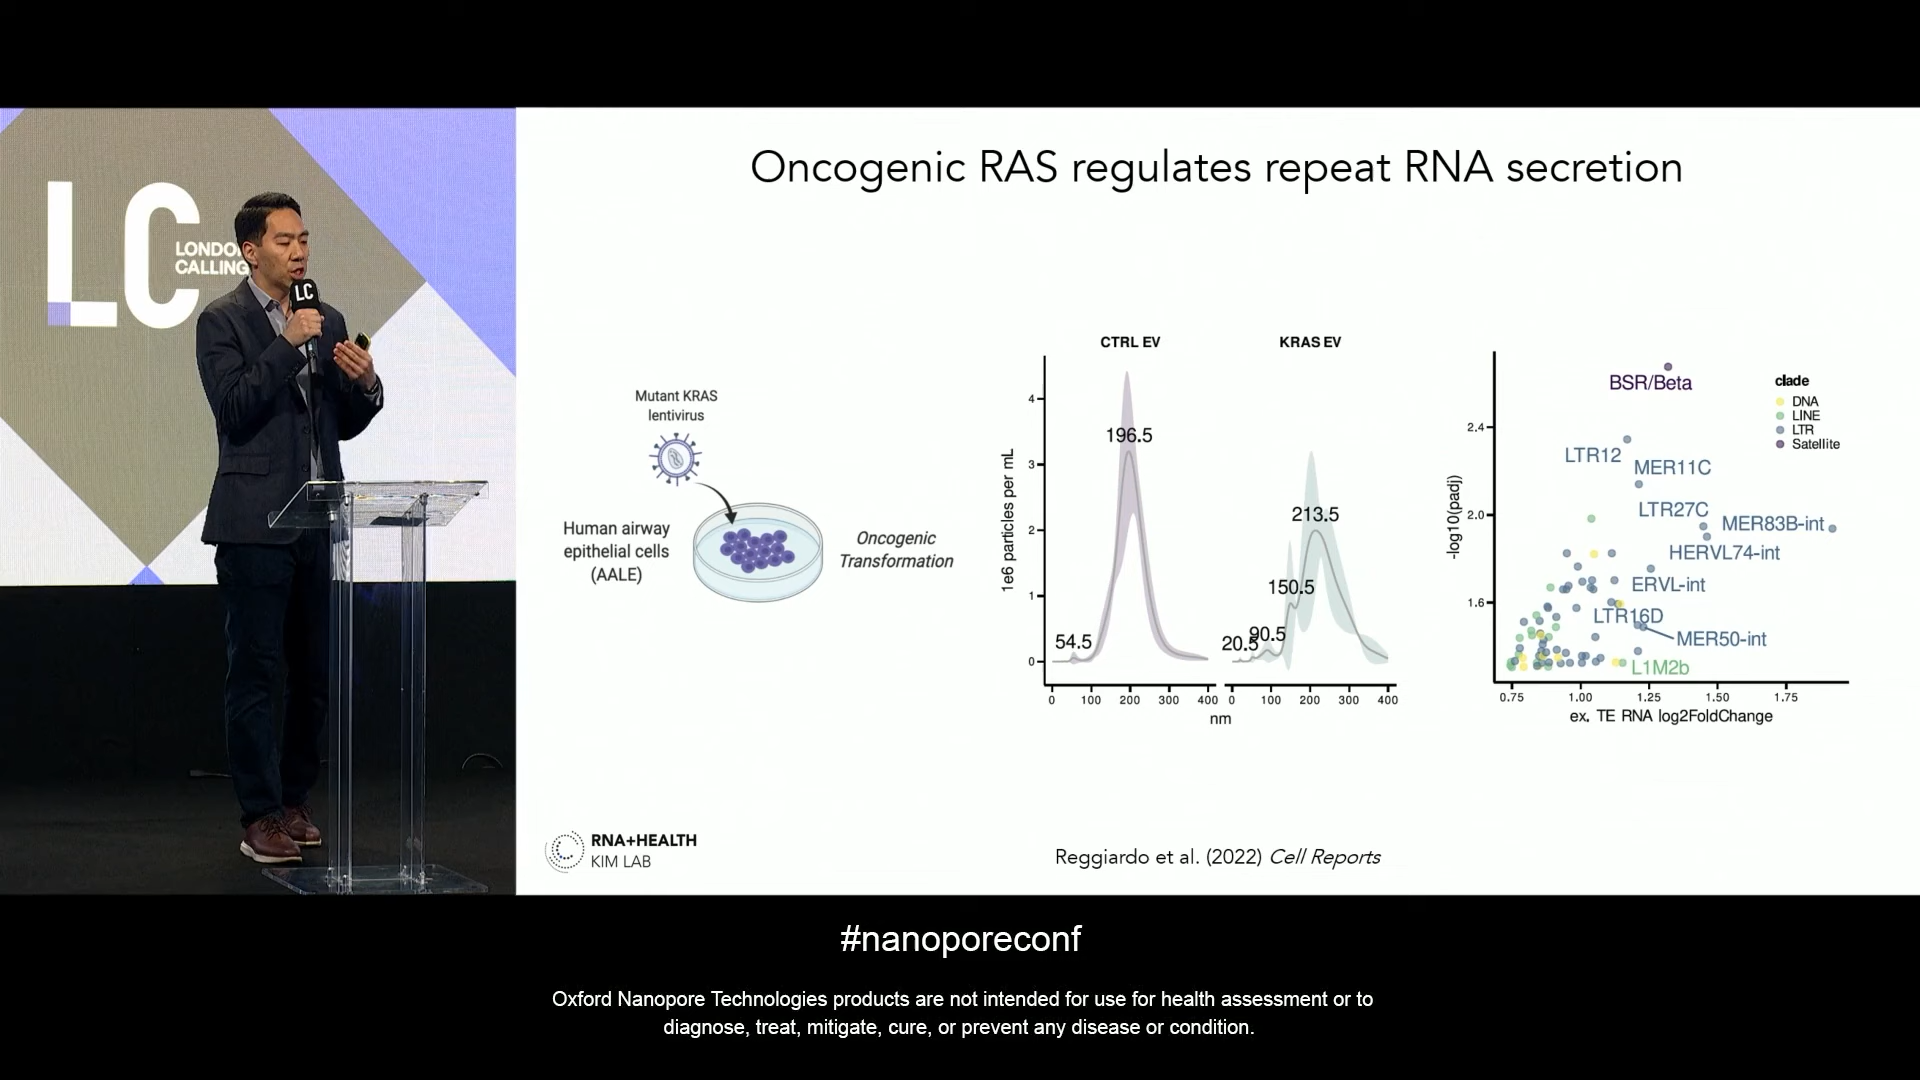 Oncogenic RAS regulates repeat RNA secretion
LC
LONDO
CALLING
LC
Mutant KRAS
lentivirus
Human airway
epithelial cells
(AALE)
Oncogenic
Transformation
CTRL EV
KRAS EV
1e6 particles per mL
4
3
2
1
0
196.5
54.5
213.5
150.5
90.5
20.5
0 100 200 300 400
0 100 200 300 400
nm
-log10(padj)
2.4
2.0
1.6
BSR/Beta
LTR12
MER11C
LTR27C
MER83B-int
HERVL74-int
ERVL-int
LTR16D
MER50-int
L1M2b
clade
DNA
LINE
LTR
Satellite
0.75 1.00 1.25 1.50 1.75
ex. TE RNA log2FoldChange
RNA+HEALTH
KIM LAB
Reggiardo et al. (2022) Cell Reports
#nanoporeconf
Oxford Nanopore Technologies products are not intended for use for health assessment or to
diagnose, treat, mitigate, cure, or prevent any disease or condition.